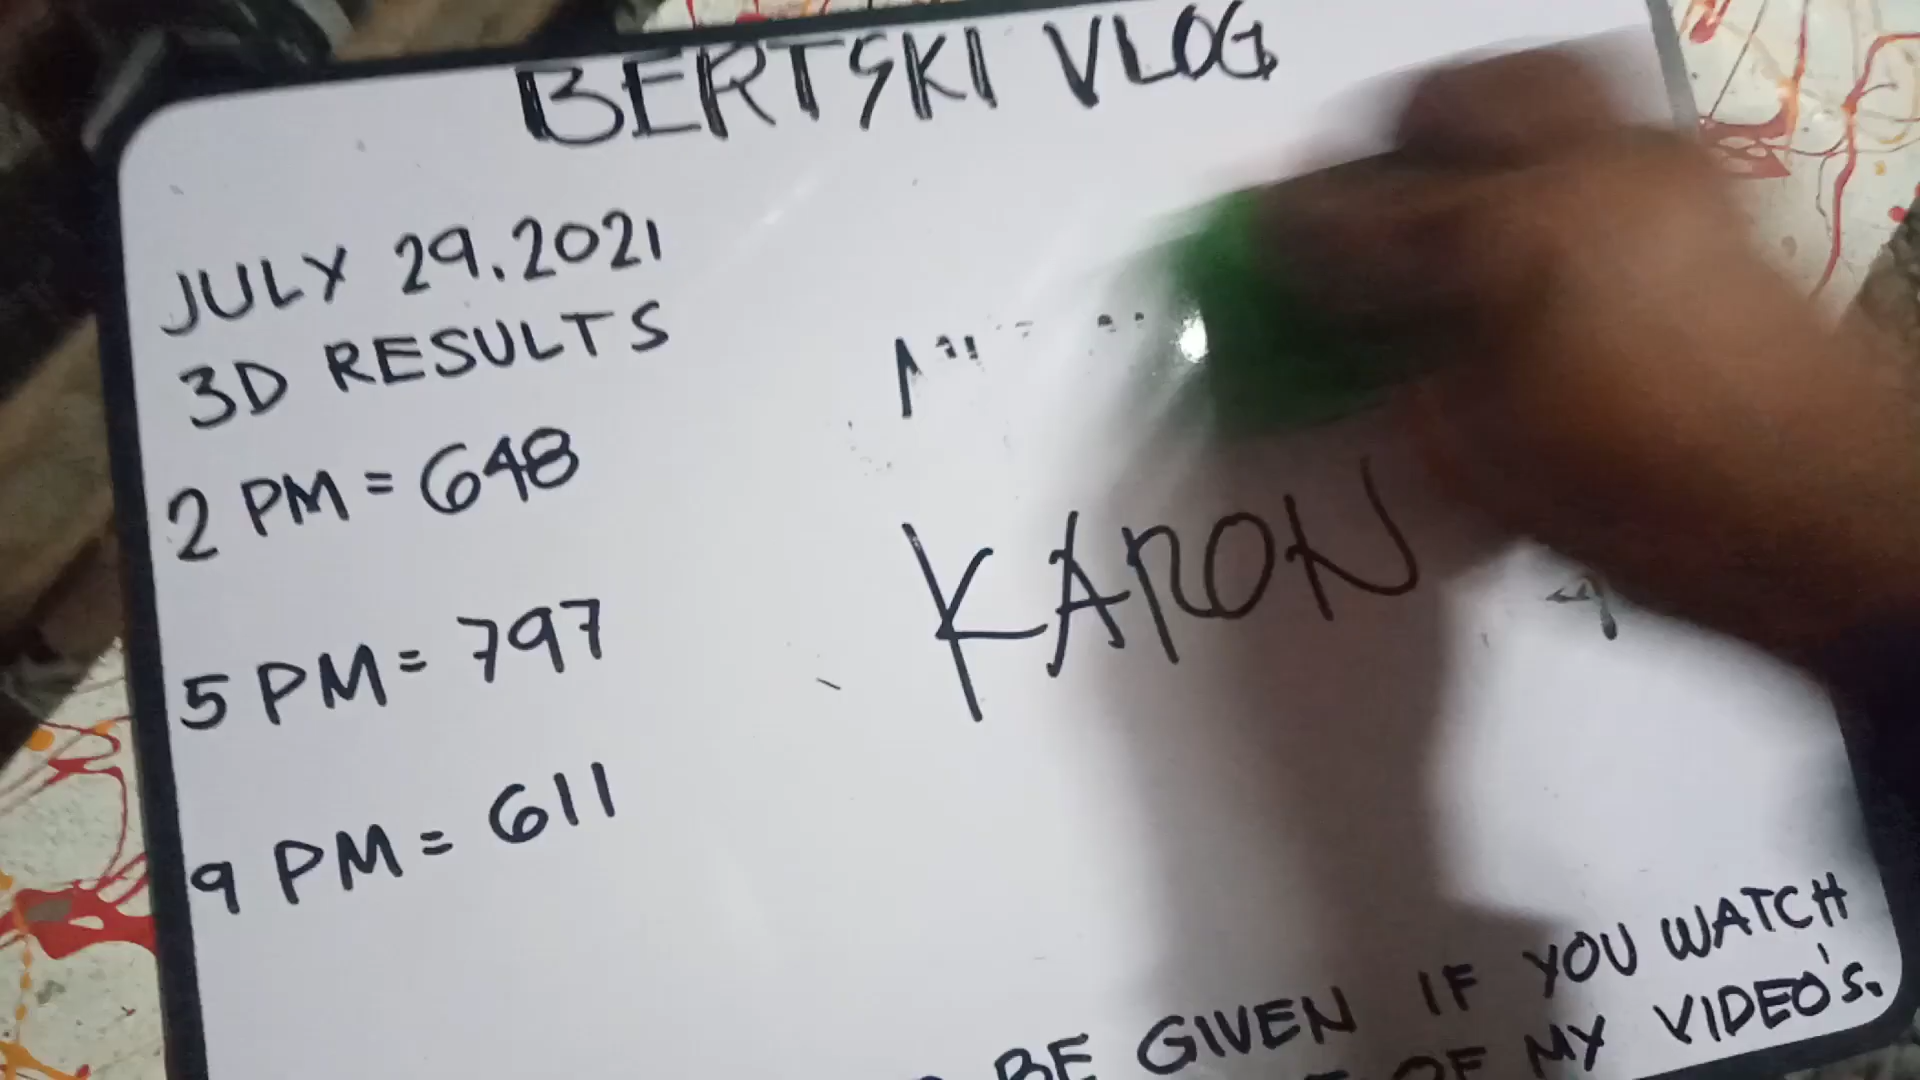 BERTSKI VLOG
JULY 29.2021
3D RESULTS
2 PM = 648
5 PM = 797
9 PM = 611
KARON
BE GIVEN IF YOU WATCH
OF MY VIDEO'S.